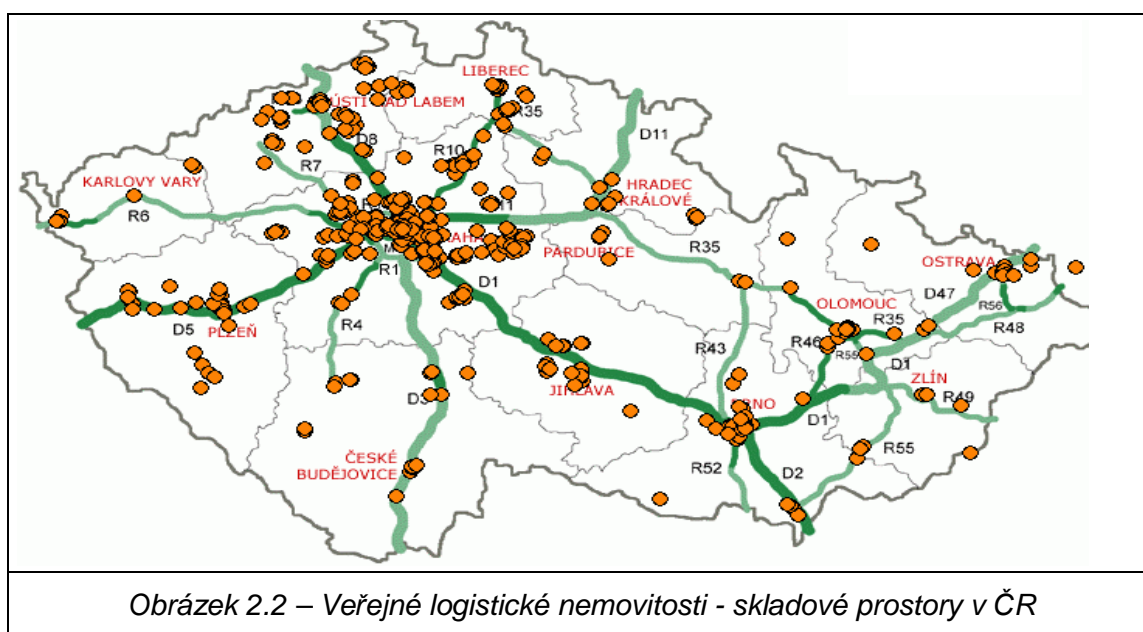 LIBEREC
ÚSTÍ NAD LABEM
R35
D8
D11
R10
R7
KARLOVY VARY
HRADEC
KRÁLOVÉ
R6
PARDUBICE
R35
OSTRAVA
R1
D1
D47
R56
OLOMOUC
R35
R48
R4
D5
PLZEŇ
R43
R46
R55
D1
ZLÍN
JIHLAVA
R49
D3
BRNO
D1
R55
ČESKÉ
BUDĚJOVICE
R52
D2
Obrázek 2.2 – Veřejné logistické nemovitosti - skladové prostory v ČR